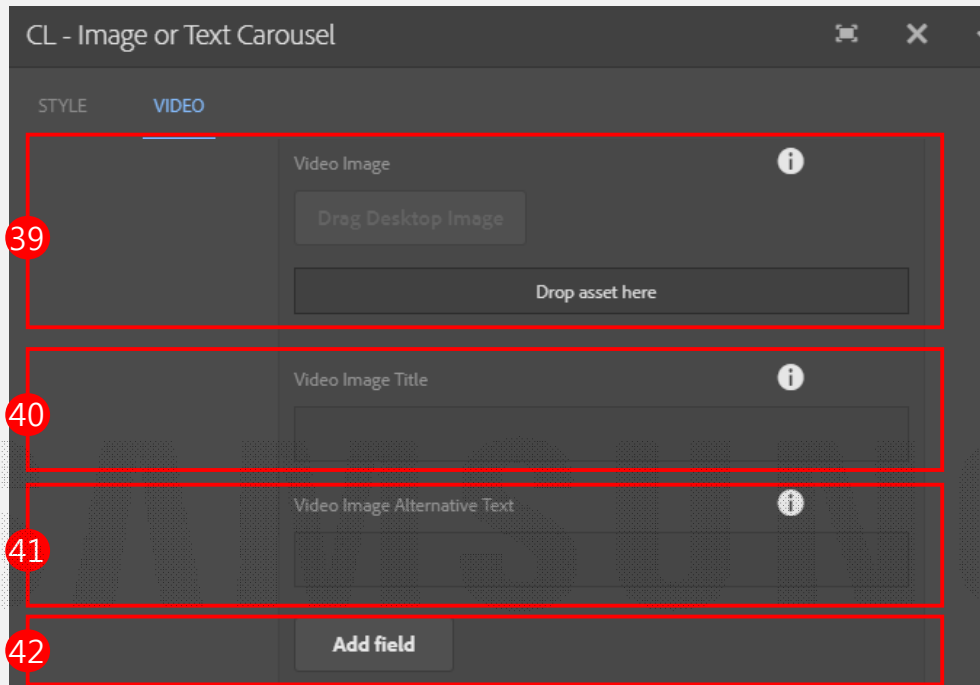 CL - Image or Text Carousel
STYLE VIDEO
Video Image
Drag Desktop Image
39
Drop asset here
Video Image Title
40
Video Image Alternative Text
41
Add field
42